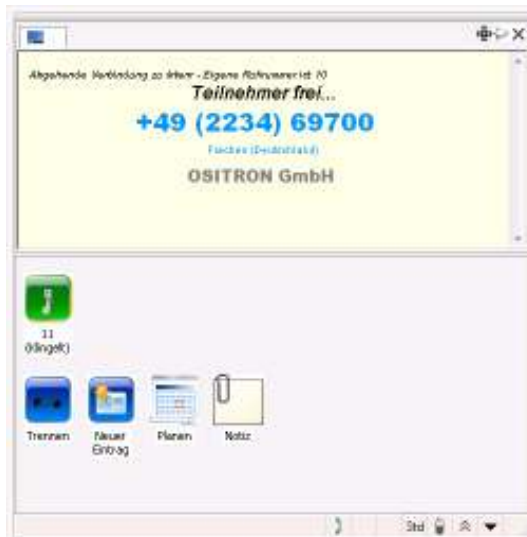 Abgehende Verbindung zu intern - Eigene Rufnummer ist 10
Teilnehmer frei...
+49 (2234) 69700
Frechen (Deutschland)
OSITRON GmbH
11
(klingelt)
Trennen
Neuer
Eintrag
Planen
Notiz
Std